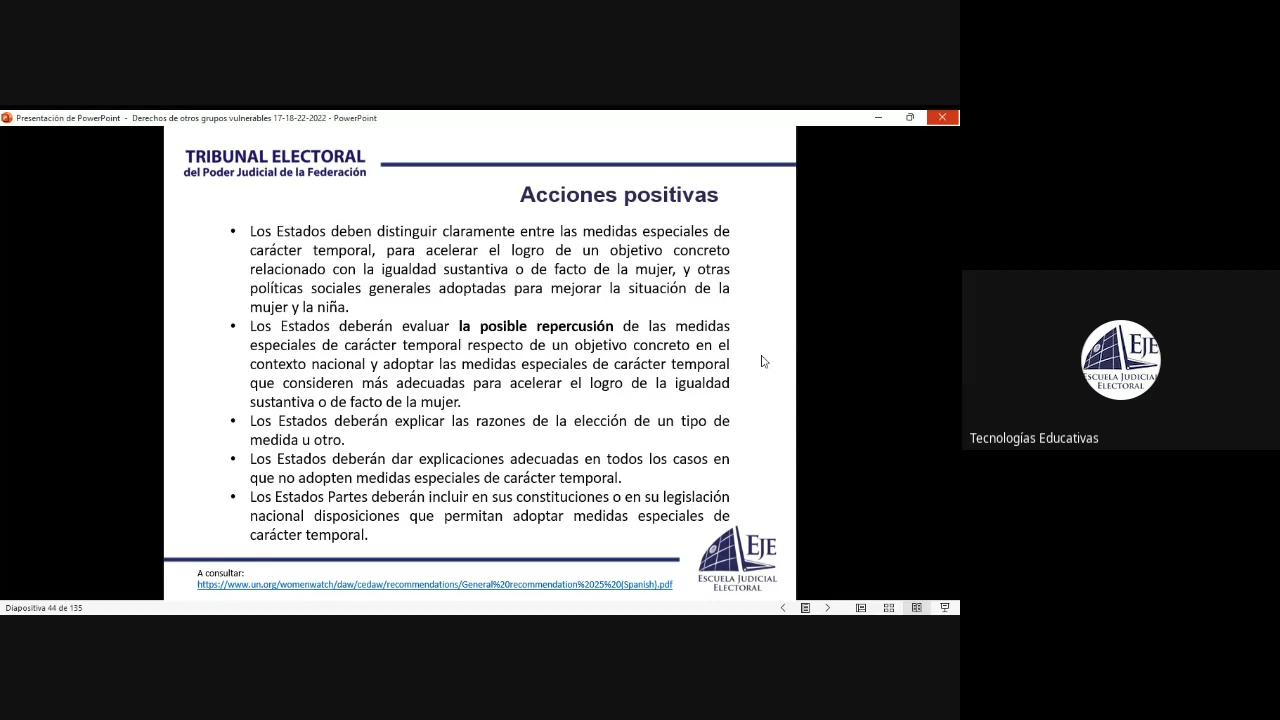 Presentación de PowerPoint - Derechos de otros grupos vulnerables 17-18-22-2022 - PowerPoint
TRIBUNAL ELECTORAL
del Poder Judicial de la Federación
Acciones positivas
• Los Estados deben distinguir claramente entre las medidas especiales de
carácter temporal, para acelerar el logro de un objetivo concreto
relacionado con la igualdad sustantiva o de facto de la mujer, y otras
políticas sociales generales adoptadas para mejorar la situación de la
mujer y la niña.
• Los Estados deberán evaluar la posible repercusión de las medidas
especiales de carácter temporal respecto de un objetivo concreto en el
contexto nacional y adoptar las medidas especiales de carácter temporal
que consideren más adecuadas para acelerar el logro de la igualdad
sustantiva o de facto de la mujer.
• Los Estados deberán explicar las razones de la elección de un tipo de
medida u otro.
• Los Estados deberán dar explicaciones adecuadas en todos los casos en
que no adopten medidas especiales de carácter temporal.
• Los Estados Partes deberán incluir en sus constituciones o en su legislación
nacional disposiciones que permitan adoptar medidas especiales de
carácter temporal.
EJE
ESCUELA JUDICIAL
ELECTORAL
A consultar:
https://www.un.org/womenwatch/daw/cedaw/recommendations/General%20recommendation%2025%20(Spanish).pdf
Diapositiva 44 de 135
EJE
ESCUELA JUDICIAL
ELECTORAL
Tecnologías Educativas